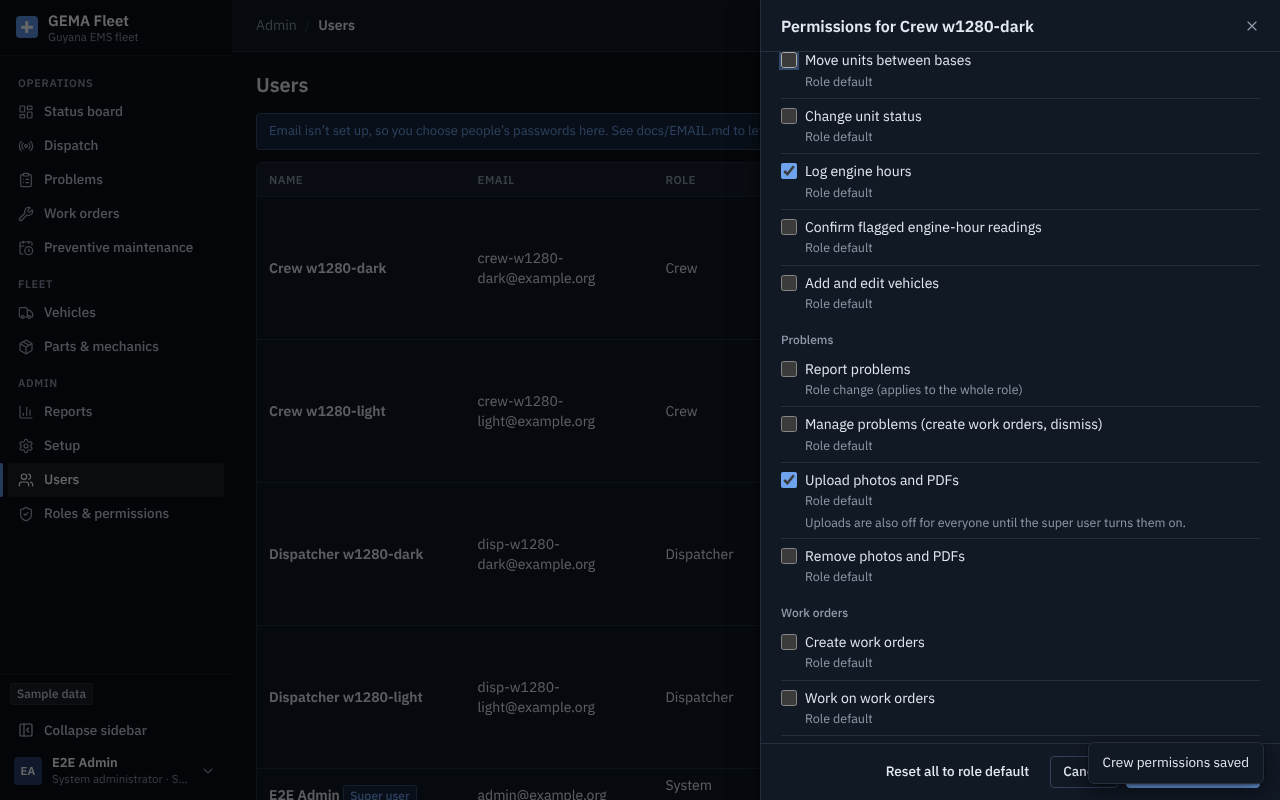 GEMA Fleet
Guyana EMS fleet
OPERATIONS
Status board
Dispatch
Problems
Work orders
Preventive maintenance
FLEET
Vehicles
Parts & mechanics
ADMIN
Reports
Setup
Users
Roles & permissions
Sample data
Collapse sidebar
EA
E2E Admin
System administrator · S...
Admin / Users
Users
Email isn't set up, so you choose people's passwords here. See docs/EMAIL.md to le
NAME EMAIL ROLE
Crew w1280-dark
crew-w1280-
dark@example.org
Crew
Crew w1280-light
crew-w1280-
light@example.org
Crew
Dispatcher w1280-dark
disp-w1280-
dark@example.org
Dispatcher
Dispatcher w1280-light
disp-w1280-
light@example.org
Dispatcher
E2E Admin Super user
admin@example.org
System
Permissions for Crew w1280-dark
Move units between bases
Role default
Change unit status
Role default
Log engine hours
Role default
Confirm flagged engine-hour readings
Role default
Add and edit vehicles
Role default
Problems
Report problems
Role change (applies to the whole role)
Manage problems (create work orders, dismiss)
Role default
Upload photos and PDFs
Role default
Uploads are also off for everyone until the super user turns them on.
Remove photos and PDFs
Role default
Work orders
Create work orders
Role default
Work on work orders
Role default
Reset all to role default
Can
Crew permissions saved